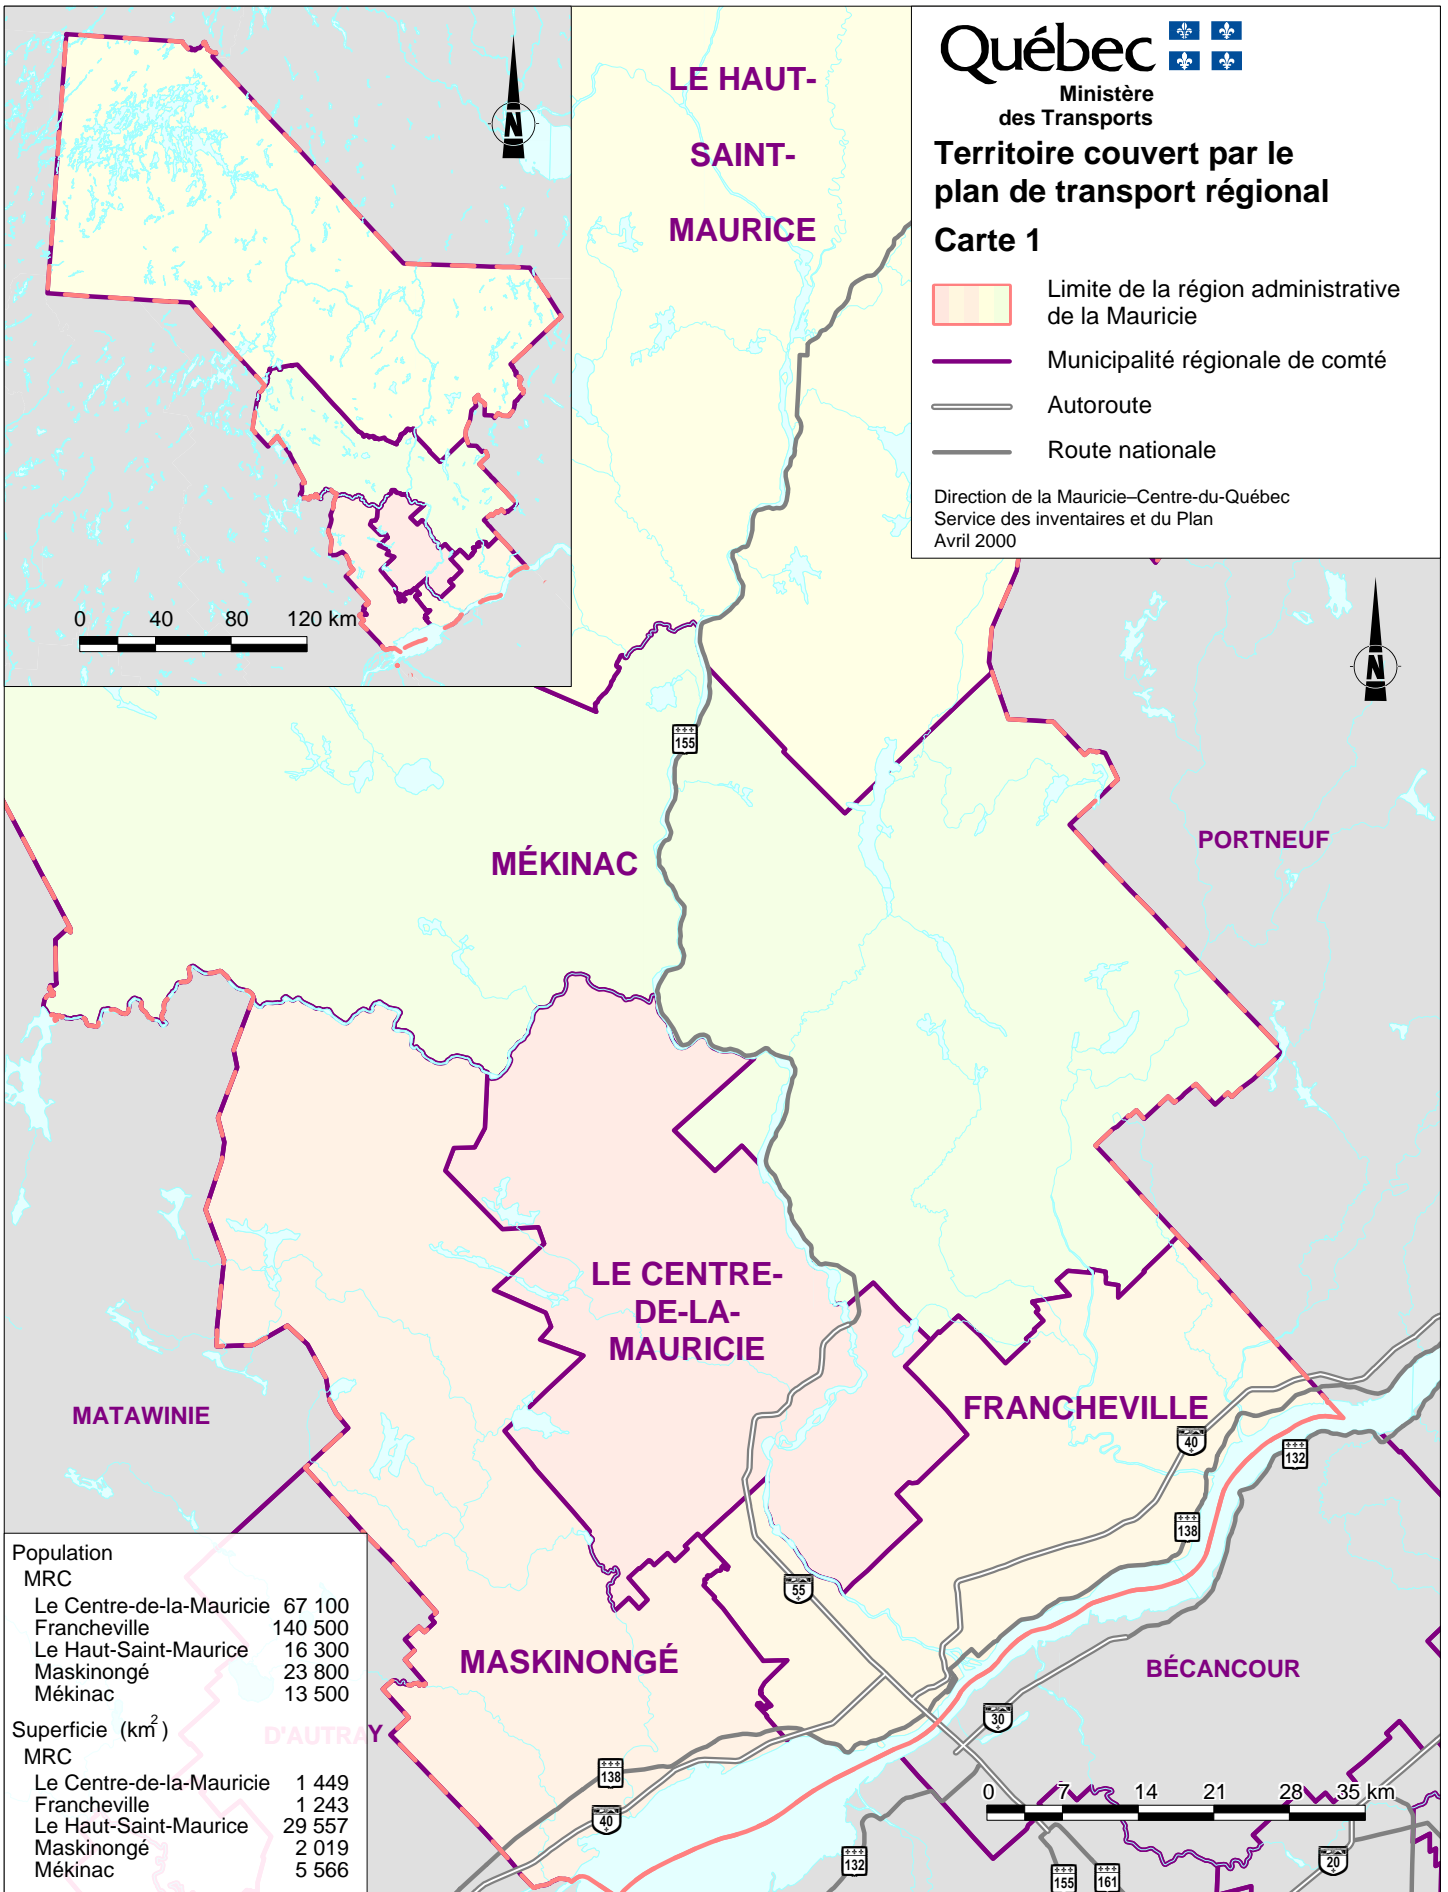 Québec
Ministère
des Transports
Territoire couvert par le
plan de transport régional
Carte 1
Limite de la région administrative
de la Mauricie
Municipalité régionale de comté
Autoroute
Route nationale
Direction de la Mauricie–Centre-du-Québec
Service des inventaires et du Plan
Avril 2000
N
0 40 80 120 km
LE HAUT-
SAINT-
MAURICE
N
155
MÉKINAC
PORTNEUF
LE CENTRE-
DE-LA-
MAURICIE
MATAWINIE
FRANCHEVILLE
40
132
138
55
MASKINONGÉ
BÉCANCOUR
30
D'AUTRAY
138
40
132
155
161
20
0 7 14 21 28 35 km
Population
MRC
Le Centre-de-la-Mauricie 67 100
Francheville 140 500
Le Haut-Saint-Maurice 16 300
Maskinongé 23 800
Mékinac 13 500
Superficie (km2)
MRC
Le Centre-de-la-Mauricie 1 449
Francheville 1 243
Le Haut-Saint-Maurice 29 557
Maskinongé 2 019
Mékinac 5 566